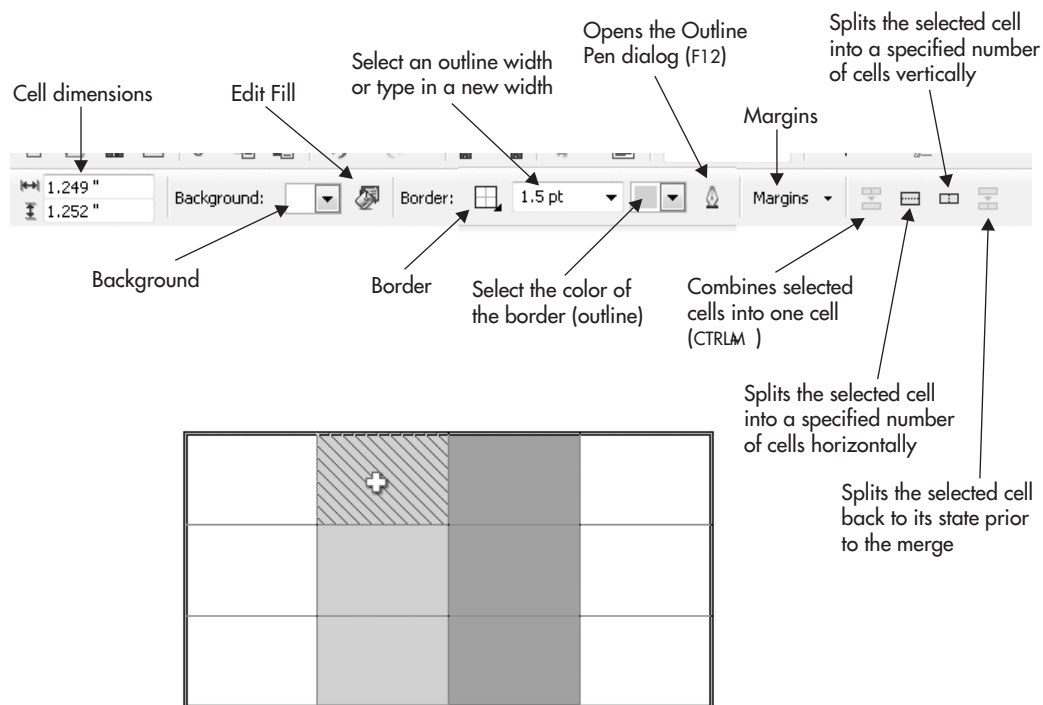 Splits the selected cell
into a specified number
of cells vertically
Opens the Outline
Pen dialog (F12)
Select an outline width
or type in a new width
Cell dimensions
Edit Fill
Margins
1.249 "
1.252 "
Background:
Border:
1.5 pt
Margins
Background
Border
Select the color of
the border (outline)
Combines selected
cells into one cell
Splits the selected cell
into a specified number
of cells horizontally
Splits the selected cell
back to its state prior
to the merge